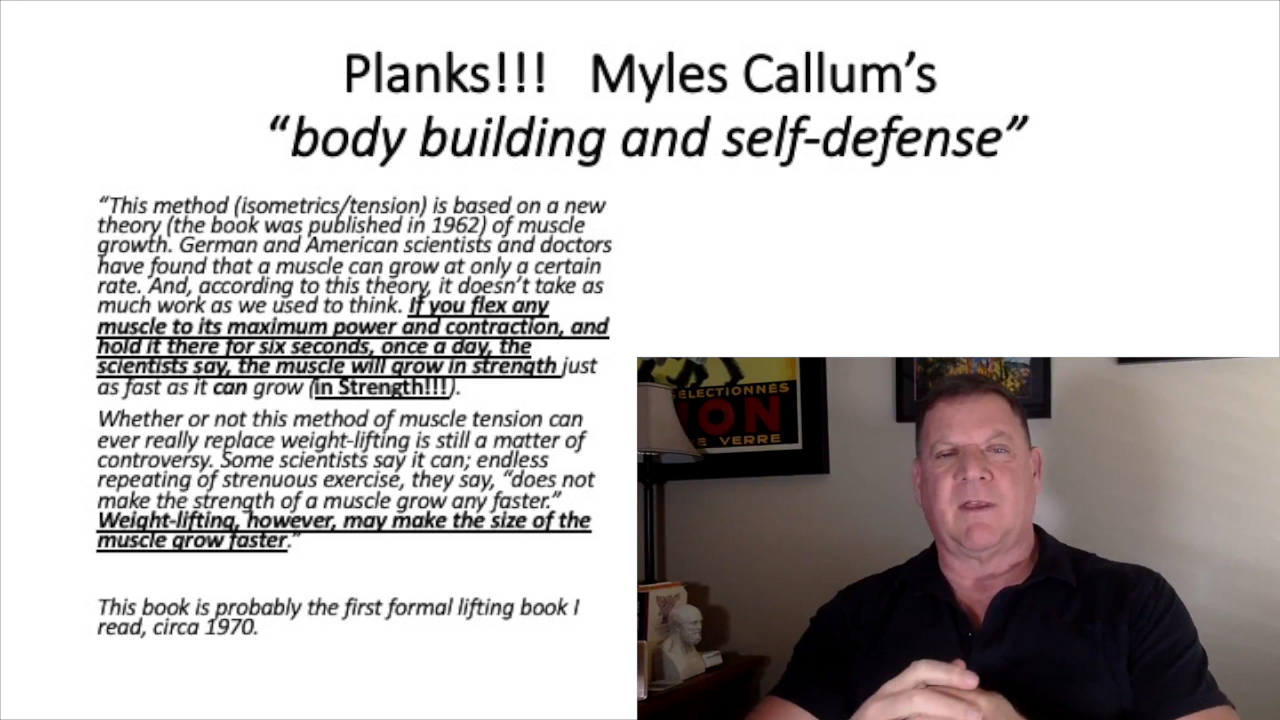 Planks!!! Myles Callum’s
“body building and self-defense”
“This method (isometrics/tension) is based on a new
theory (the book was published in 1962) of muscle
growth. German and American scientists and doctors
have found that a muscle can grow at only a certain
rate. And, according to this theory, it doesn’t take as
much work as we used to think. If you flex any
muscle to its maximum power and contraction, and
hold it there for six seconds, once a day, the
scientists say, the muscle will grow in strength just
as fast as it can grow (in Strength!!!).
Whether or not this method of muscle tension can
ever really replace weight-lifting is still a matter of
controversy. Some scientists say it can; endless
repeating of strenuous exercise, they say, “does not
make the strength of a muscle grow any faster.”
Weight-lifting, however, may make the size of the
muscle grow faster.”
This book is probably the first formal lifting book I
read, circa 1970.
SÉLECTIONNÉS
ION
E VERRE